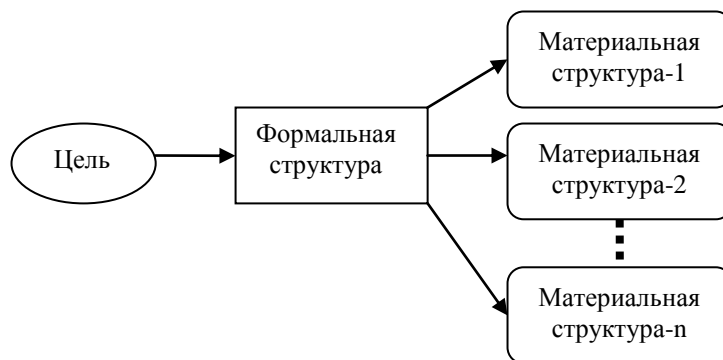 Цель
Формальная
структура
Материальная
структура-1
Материальная
структура-2
Материальная
структура-n